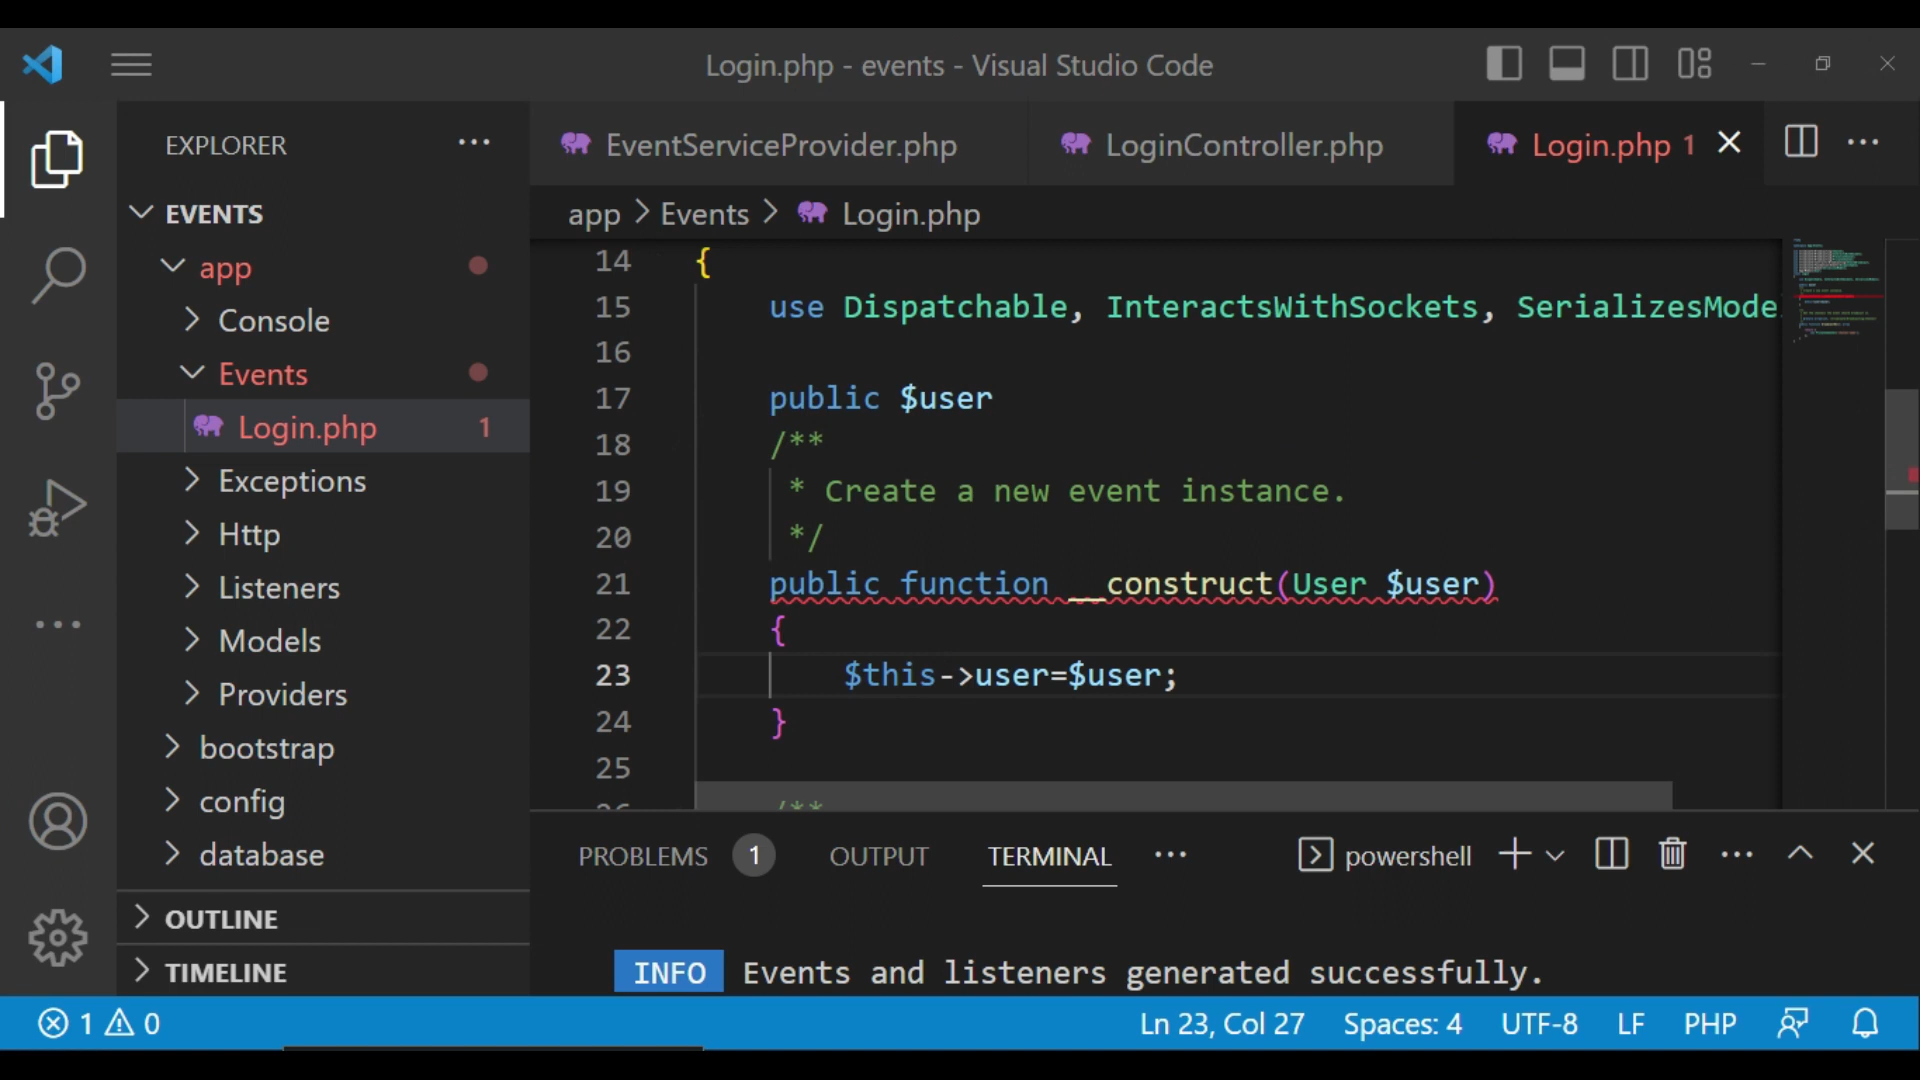 Login.php - events - Visual Studio Code
EXPLORER
EVENTS
app
Console
Events
Login.php 1
Exceptions
Http
Listeners
Models
Providers
bootstrap
config
database
OUTLINE
TIMELINE
EventServiceProvider.php LoginController.php Login.php 1
app > Events > Login.php
14 {
15 use Dispatchable, InteractsWithSockets, SerializesModel
16
17 public $user
18 /**
19 * Create a new event instance.
20 */
21 public function __construct(User $user)
22 {
23 $this->user=$user;
24 }
25
26 /**
PROBLEMS 1 OUTPUT TERMINAL powershell
INFO Events and listeners generated successfully.
1 0 Ln 23, Col 27 Spaces: 4 UTF-8 LF PHP